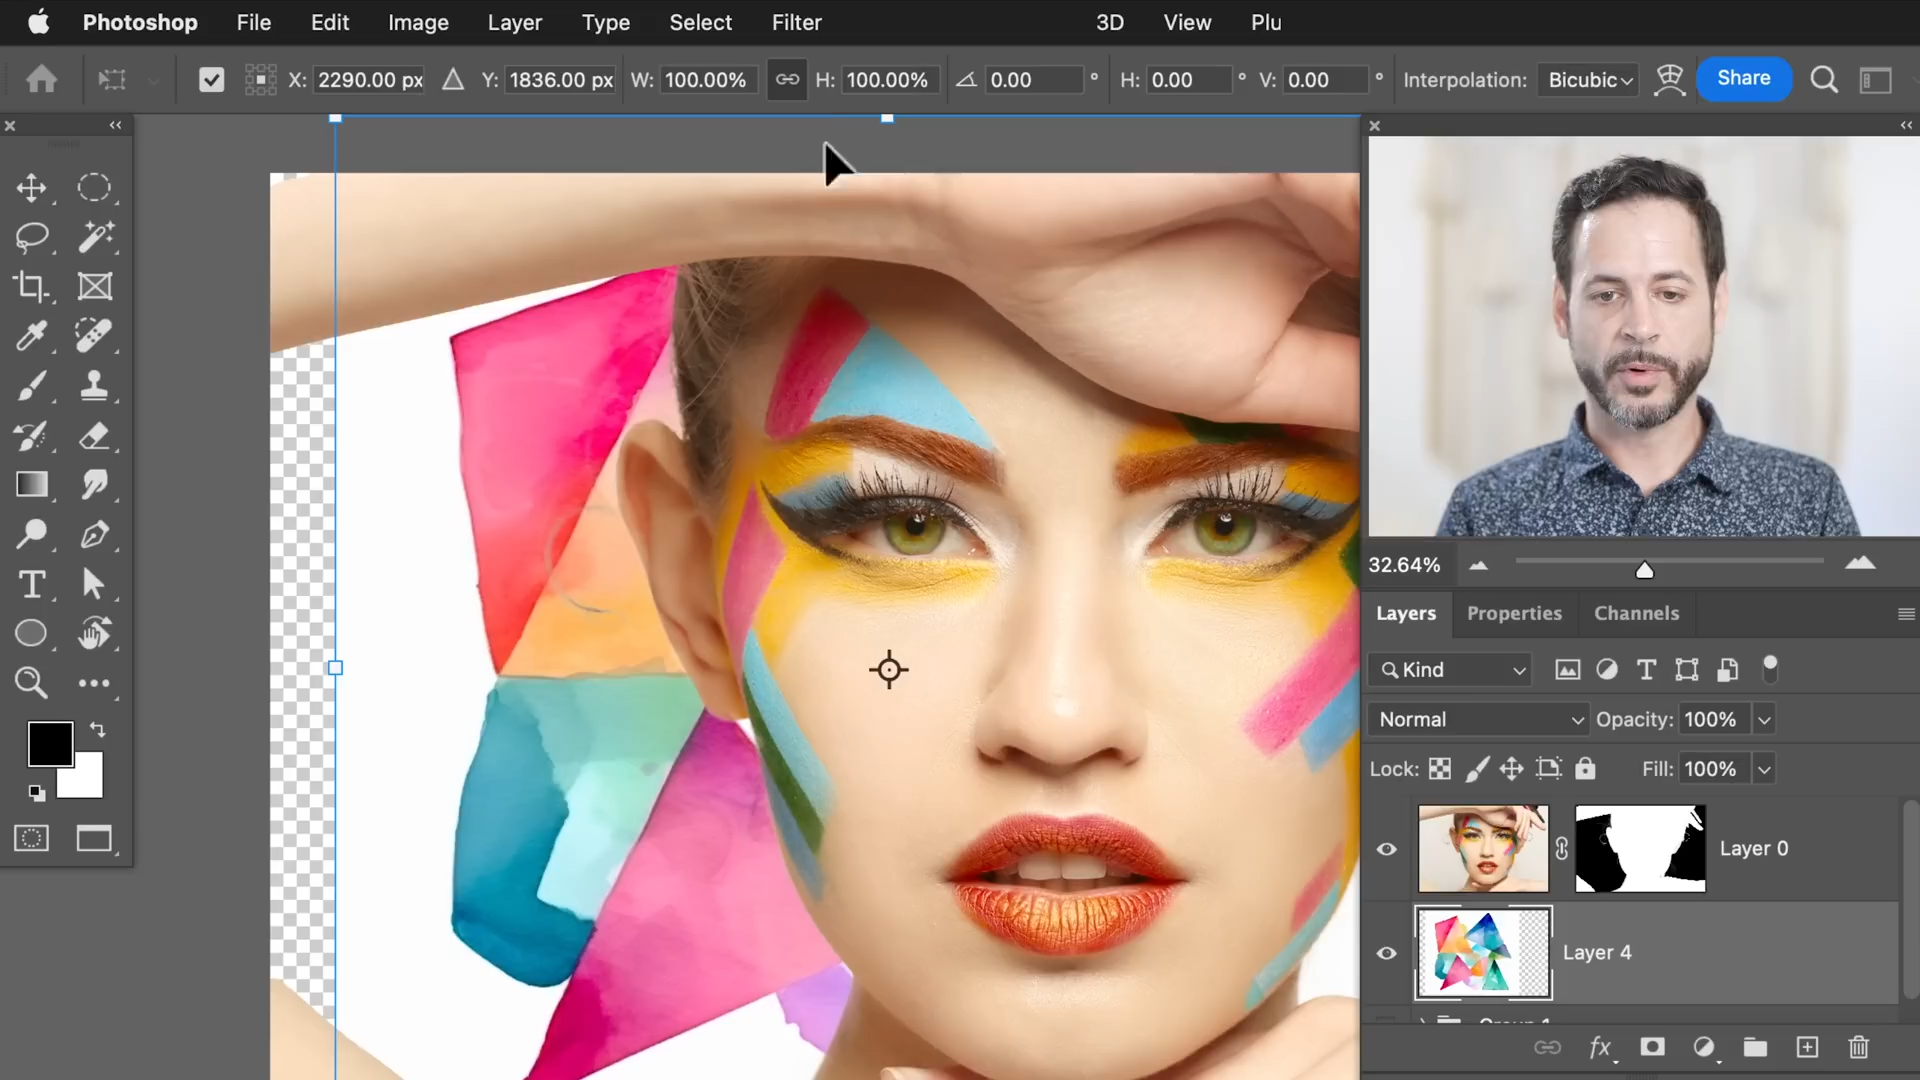 Photoshop File Edit Image Layer Type Select Filter 3D View Plu
X: 2290.00 px Y: 1836.00 px W: 100.00% H: 100.00% 0.00 ° H: 0.00 ° V: 0.00 ° Interpolation: Bicubic Share
32.64%
Layers Properties Channels
Kind
Normal Opacity: 100%
Lock: Fill: 100%
Layer 0
Layer 4
fx